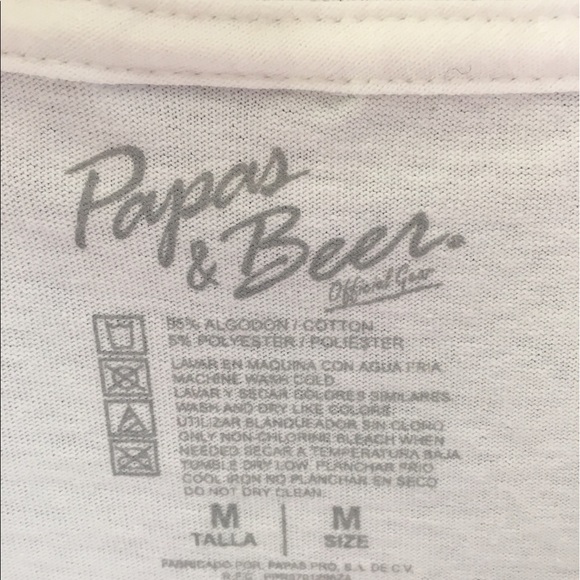 Papas
& Beer®
Official Gear
95% ALGODON / COTTON
5% POLYESTER / POLIESTER
LAVAR EN MAQUINA CON AGUA FRIA
MACHINE WASH COLD.
LAVAR Y SECAR COLORES SIMILARES.
WASH AND DRY LIKE COLORS.
UTILIZAR BLANQUEADOR SIN CLORO
ONLY NON-CHLORINE BLEACH WHEN
NEEDED SECAR A TEMPERATURA BAJA
TUMBLE DRY LOW. PLANCHAR FRIO
COOL IRON NO PLANCHAR EN SECO
DO NOT DRY CLEAN.
M M
TALLA SIZE
FABRICADO POR: PAPAS PRO, S.A. DE C.V.